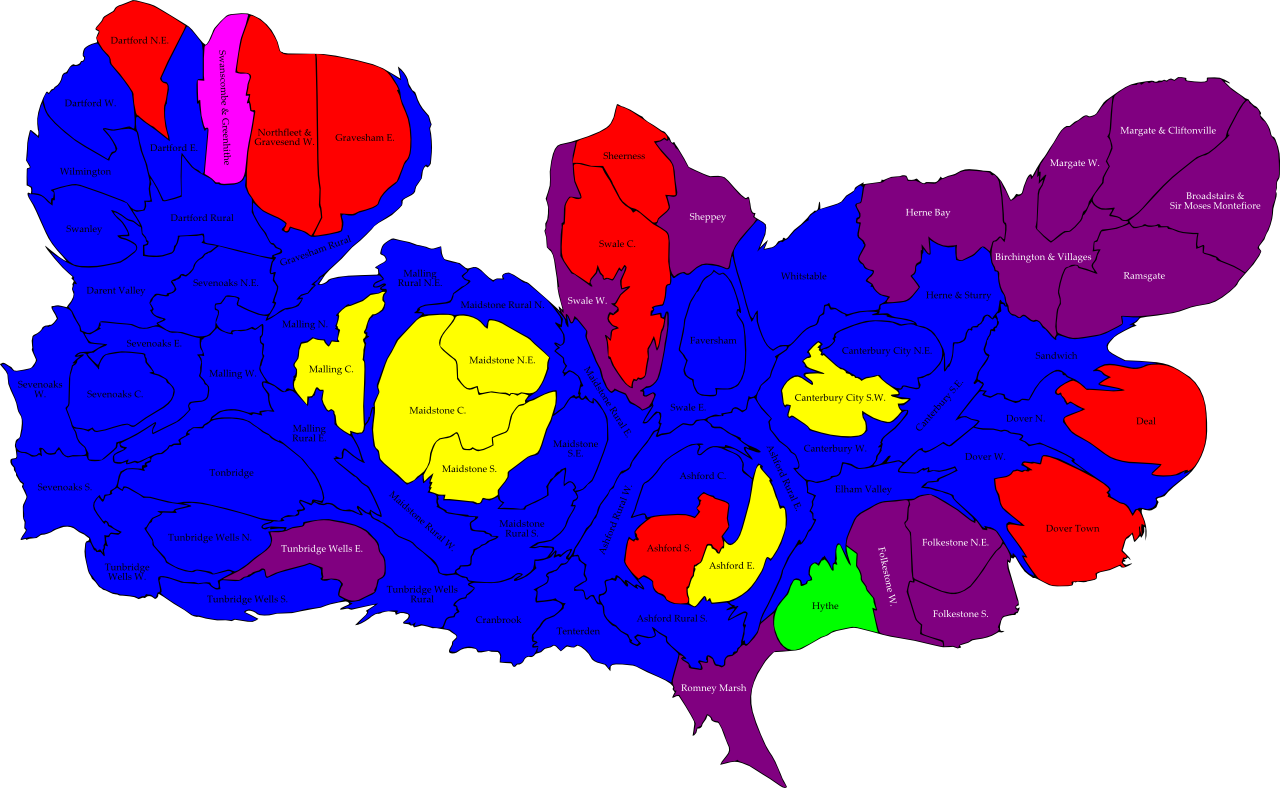 Dartford N.E.
Swanscombe & Greenhithe
Dartford W.
Northfleet &
Gravesend W.
Gravesham E.
Dartford E.
Wilmington
Dartford Rural
Swanley
Gravesham Rural
Darent Valley
Sevenoaks N.E.
Malling
Rural N.E.
Maidstone Rural N.
Malling N.
Sevenoaks E.
Malling C.
Malling W.
Sevenoaks
W.
Sevenoaks C.
Maidstone N.E.
Maidstone C.
Malling
Rural E.
Maidstone
S.E.
Maidstone S.
Tonbridge
Sevenoaks S.
Maidstone Rural W.
Maidstone
Rural S.
Tunbridge Wells N.
Tunbridge Wells E.
Tunbridge
Wells W.
Tunbridge Wells S.
Tunbridge Wells
Rural
Cranbrook
Tenterden
Sheerness
Sheppey
Swale C.
Swale W.
Faversham
Maidstone Rural E.
Swale E.
Margate & Cliftonville
Margate W.
Broadstairs &
Sir Moses Montefiore
Herne Bay
Birchington & Villages
Ramsgate
Whitstable
Herne & Sturry
Canterbury City N.E.
Sandwich
Canterbury City S.W.
Canterbury S.E.
Deal
Dover N.
Canterbury W.
Dover W.
Ashford C.
Ashford Rural E.
Elham Valley
Ashford Rural W.
Dover Town
Ashford S.
Ashford E.
Folkestone N.E.
Folkestone W.
Hythe
Folkestone S.
Ashford Rural S.
Romney Marsh